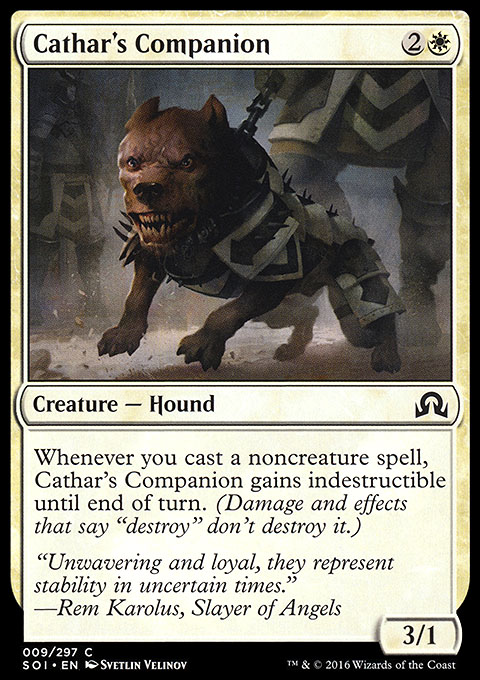 Cathar's Companion 2
Creature — Hound
Whenever you cast a noncreature spell,
Cathar's Companion gains indestructible
until end of turn. (Damage and effects
that say “destroy” don't destroy it.)
“Unwavering and loyal, they represent
stability in uncertain times.”
—Rem Karolus, Slayer of Angels
3/1
009/297 C
SOI • EN Svetlin Velinov
™ & © 2016 Wizards of the Coast